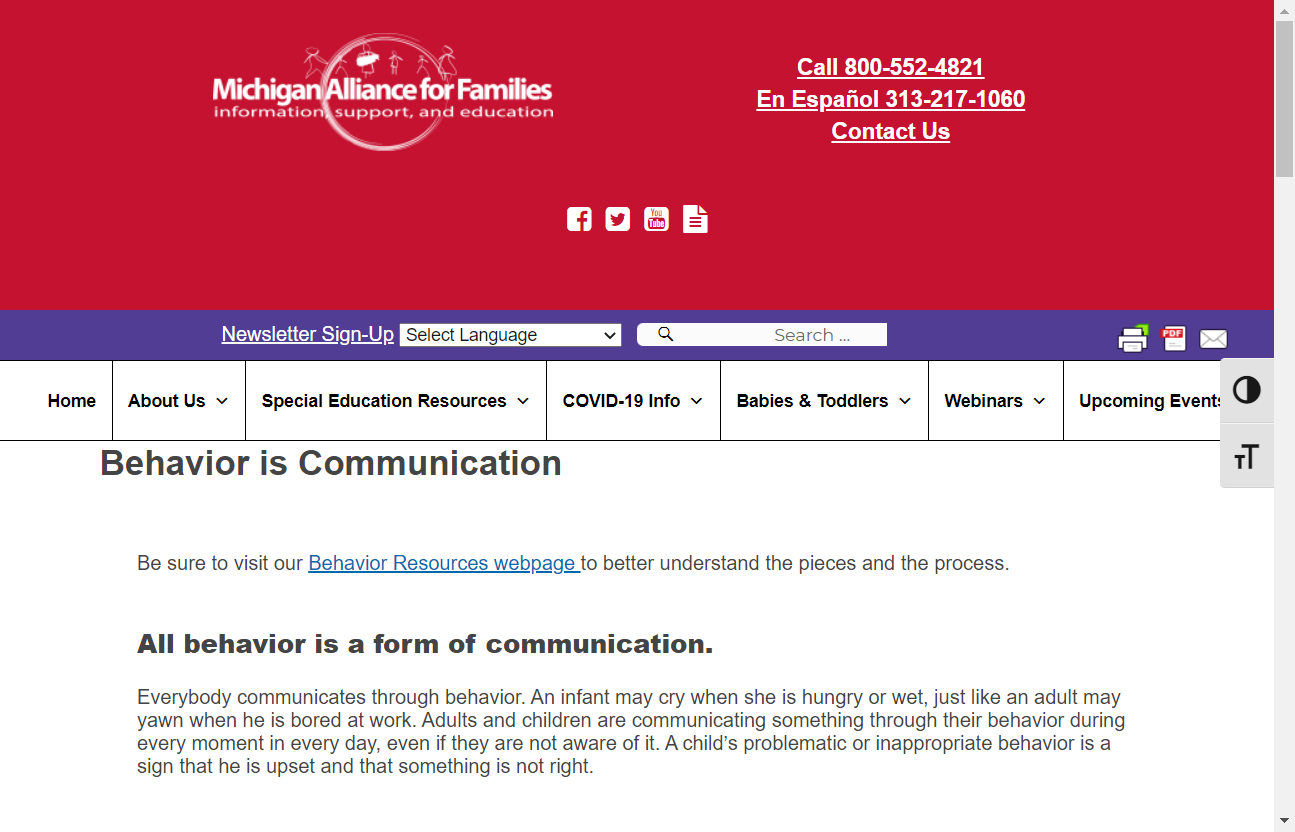 Michigan Alliance for Families
information, support, and education
Call 800-552-4821
En Español 313-217-1060
Contact Us
You
Tube
Newsletter Sign-Up
Select Language
Search ...
PDF
Home
About Us
Special Education Resources
COVID-19 Info
Babies & Toddlers
Webinars
Upcoming Events
TT
Behavior is Communication
Be sure to visit our Behavior Resources webpage to better understand the pieces and the process.
All behavior is a form of communication.
Everybody communicates through behavior. An infant may cry when she is hungry or wet, just like an adult may
yawn when he is bored at work. Adults and children are communicating something through their behavior during
every moment in every day, even if they are not aware of it. A child’s problematic or inappropriate behavior is a
sign that he is upset and that something is not right.